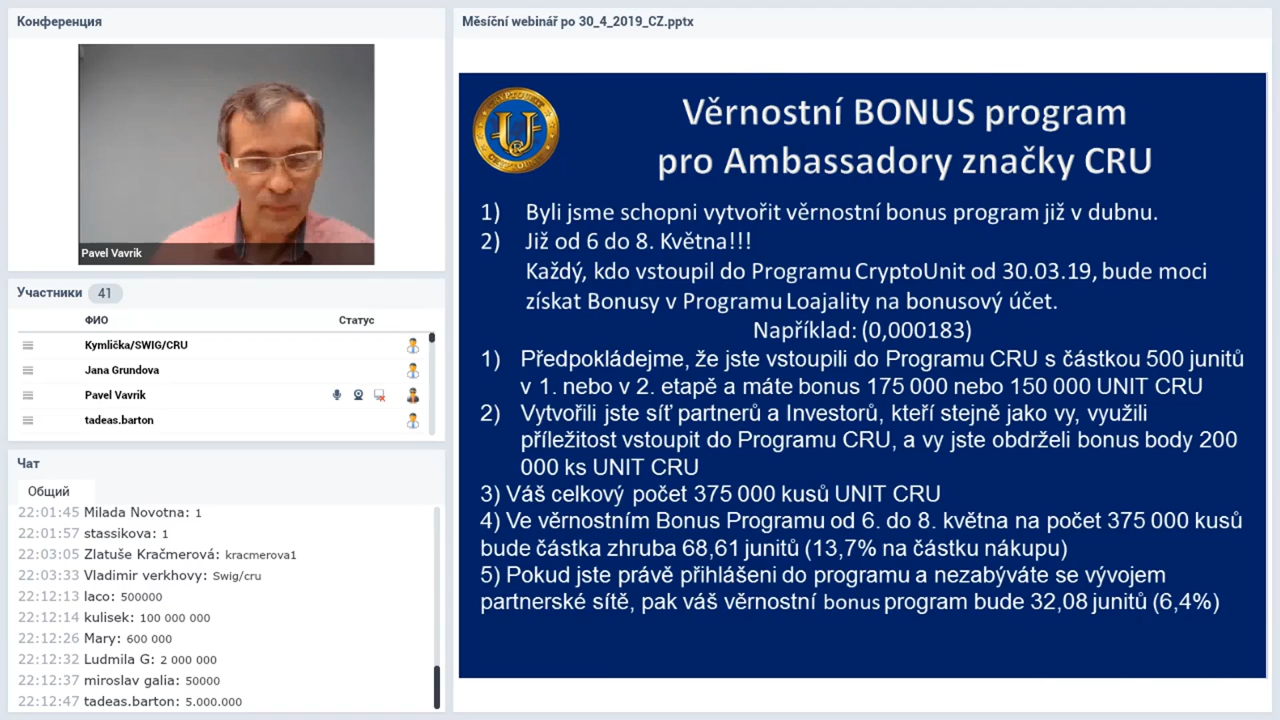 Конференция
Pavel Vavrik
Участники 41
ФИО Статус
Kymlička/SWIG/CRU
Jana Grundova
Pavel Vavrik
tadeas.barton
Чат
Общий
22:01:45 Milada Novotna: 1
22:01:57 stassikova: 1
22:03:05 Zlatuše Kračmerová: kracmerova1
22:03:33 Vladimir verkhovy: Swig/cru
22:12:13 laco: 500000
22:12:14 kulisek: 100 000 000
22:12:26 Mary: 600 000
22:12:32 Ludmila G: 2 000 000
22:12:37 miroslav galia: 50000
22:12:47 tadeas.barton: 5.000.000
Měsíční webinář po 30_4_2019_CZ.pptx
CRYPTOUNIT
Věrnostní BONUS program
pro Ambassadory značky CRU
1) Byli jsme schopni vytvořit věrnostní bonus program již v dubnu.
2) Již od 6 do 8. Května!!!
Každý, kdo vstoupil do Programu CryptoUnit od 30.03.19, bude moci
získat Bonusy v Programu Loajality na bonusový účet.
Například: (0,000183)
1) Předpokládejme, že jste vstoupili do Programu CRU s částkou 500 junitů
v 1. nebo v 2. etapě a máte bonus 175 000 nebo 150 000 UNIT CRU
2) Vytvořili jste síť partnerů a Investorů, kteří stejně jako vy, využili
příležitost vstoupit do Programu CRU, a vy jste obdrželi bonus body 200
000 ks UNIT CRU
3) Váš celkový počet 375 000 kusů UNIT CRU
4) Ve věrnostním Bonus Programu od 6. do 8. května na počet 375 000 kusů
bude částka zhruba 68,61 junitů (13,7% na částku nákupu)
5) Pokud jste právě přihlášeni do programu a nezabýváte se vývojem
partnerské sítě, pak váš věrnostní bonus program bude 32,08 junitů (6,4%)